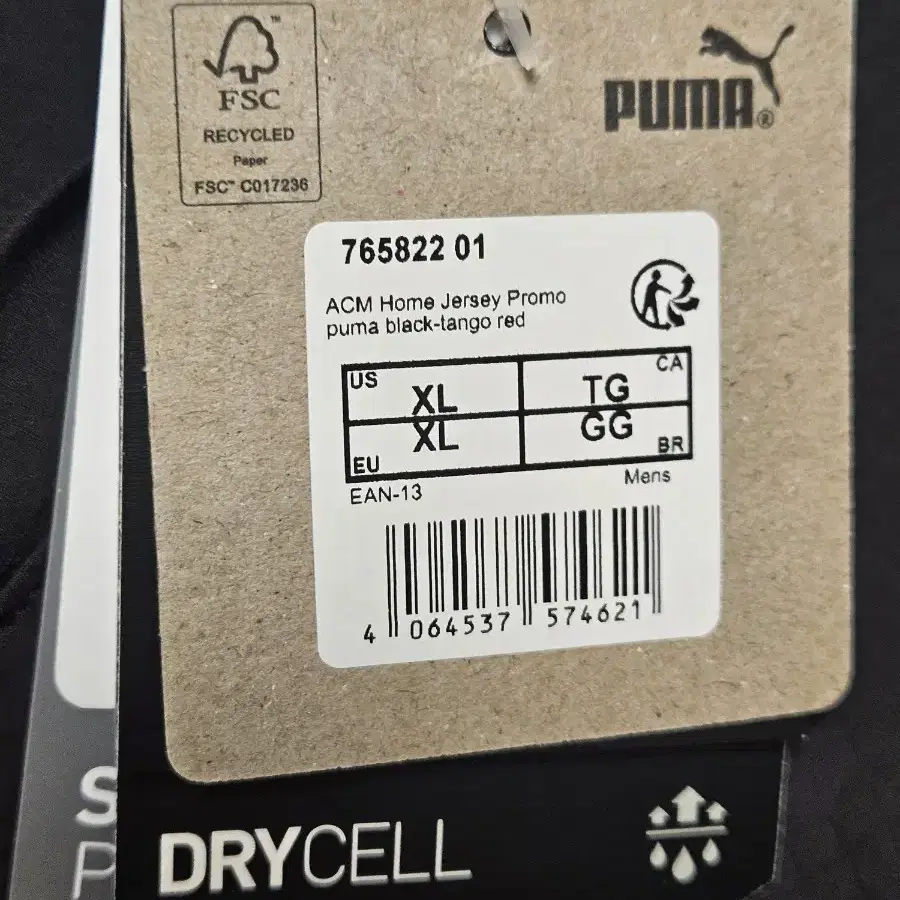 FSC™
RECYCLED
Paper
FSC™ C017236
PUMA®
765822 01
ACM Home Jersey Promo
puma black-tango red
US XL TG CA
EU XL GG BR
EAN-13 Mens
4 064537 574621
DRYCELL